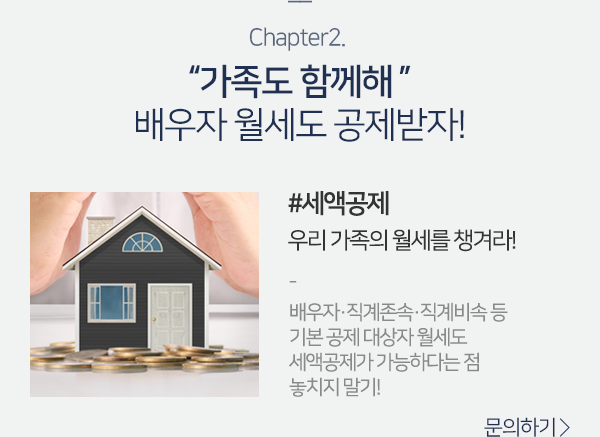 Chapter2.
“가족도 함께해 ”
배우자 월세도 공제받자!
#세액공제
우리 가족의 월세를 챙겨라!
-
배우자·직계존속·직계비속 등
기본 공제 대상자 월세도
세액공제가 가능하다는 점
놓치지 말기!
문의하기 >